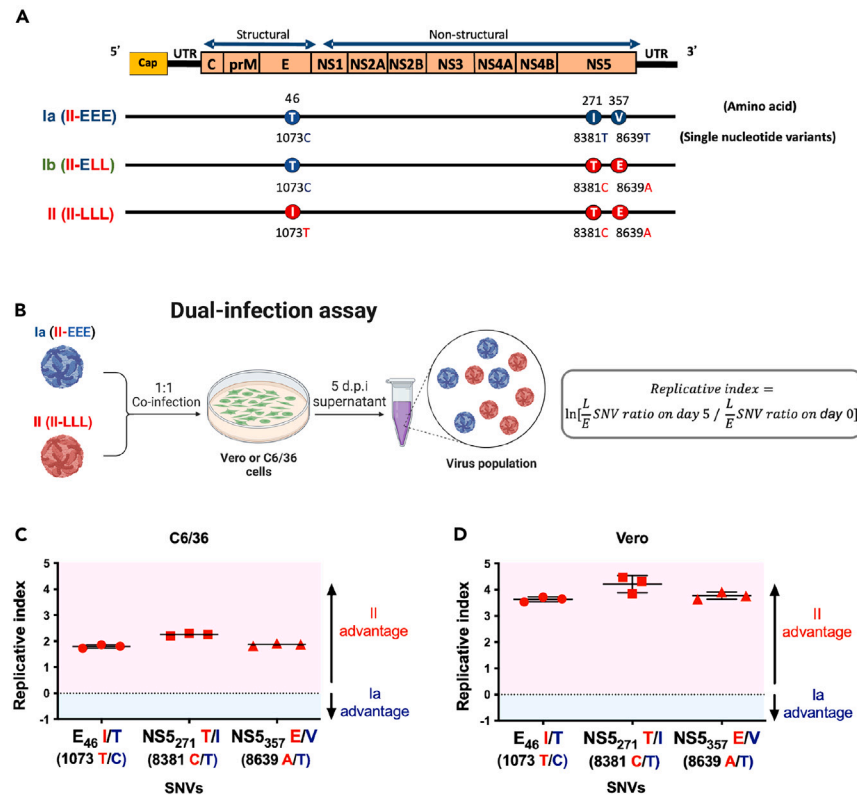 A
5’ Structural Non-structural 3’
UTR UTR
Cap C prM E NS1 NS2A NS2B NS3 NS4A NS4B NS5
46 271 357 (Amino acid)
Ia (II-EEE) T I V
1073C 8381T 8639T (Single nucleotide variants)
Ib (II-ELL) T T E
1073C 8381C 8639A
II (II-LLL) I T E
1073T 8381C 8639A
B Dual-infection assay
Ia (II-EEE)
1:1
Co-infection
5 d.p.i
supernatant
II (II-LLL)
Vero or C6/36
cells
Virus population
Replicative index =
ln[L/E SNV ratio on day 5 / L/E SNV ratio on day 0]
C
C6/36
Replicative index
5
4
3
2
1
0
-1
II
advantage
Ia
advantage
E46 I/T NS5271 T/I NS5357 E/V
(1073 T/C) (8381 C/T) (8639 A/T)
SNVs
D
Vero
Replicative index
5
4
3
2
1
0
-1
II
advantage
Ia
advantage
E46 I/T NS5271 T/I NS5357 E/V
(1073 T/C) (8381 C/T) (8639 A/T)
SNVs